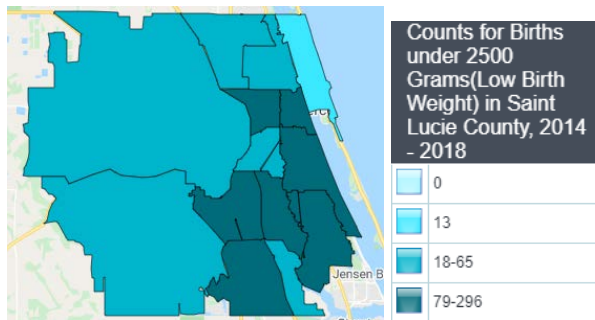 Counts for Births
under 2500
Grams(Low Birth
Weight) in Saint
Lucie County, 2014
- 2018
0
13
18-65
79-296
Jensen B